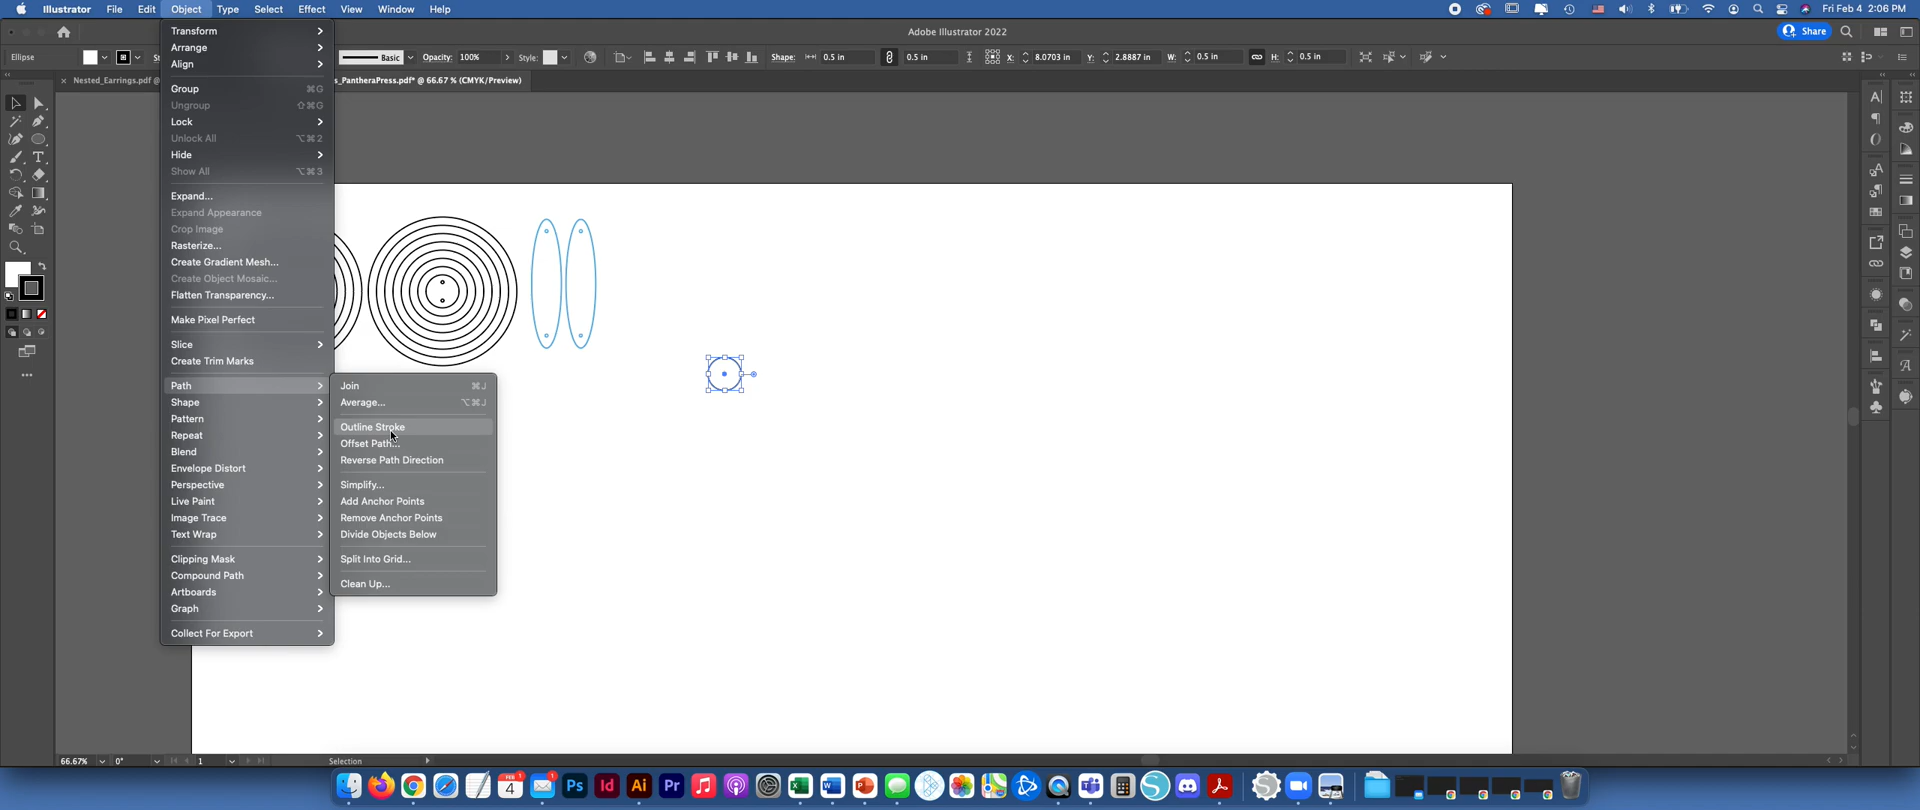 Illustrator File Edit Object Type Select Effect View Window Help Fri Feb 4 2:06 PM
Adobe Illustrator 2022 Share
Ellipse Basic Opacity: 100% Style: Shape: 0.5 in 0.5 in X: 8.0703 in Y: 2.8887 in W: 0.5 in H: 0.5 in
× Nested_Earrings.pdf @ s_PantheraPress.pdf* @ 66.67 % (CMYK/Preview)
Transform
Arrange
Align
Group ⌘G
Ungroup ⇧⌘G
Lock
Unlock All ⌥⌘2
Hide
Show All ⌥⌘3
Expand...
Expand Appearance
Crop Image
Rasterize...
Create Gradient Mesh...
Create Object Mosaic...
Flatten Transparency...
Make Pixel Perfect
Slice
Create Trim Marks
Path
Shape
Pattern
Repeat
Blend
Envelope Distort
Perspective
Live Paint
Image Trace
Text Wrap
Clipping Mask
Compound Path
Artboards
Graph
Collect For Export
Join ⌘J
Average... ⌥⌘J
Outline Stroke
Offset Path...
Reverse Path Direction
Simplify...
Add Anchor Points
Remove Anchor Points
Divide Objects Below
Split Into Grid...
Clean Up...
66.67% 0° 1 Selection
FEB 4 Ps Id Ai Pr